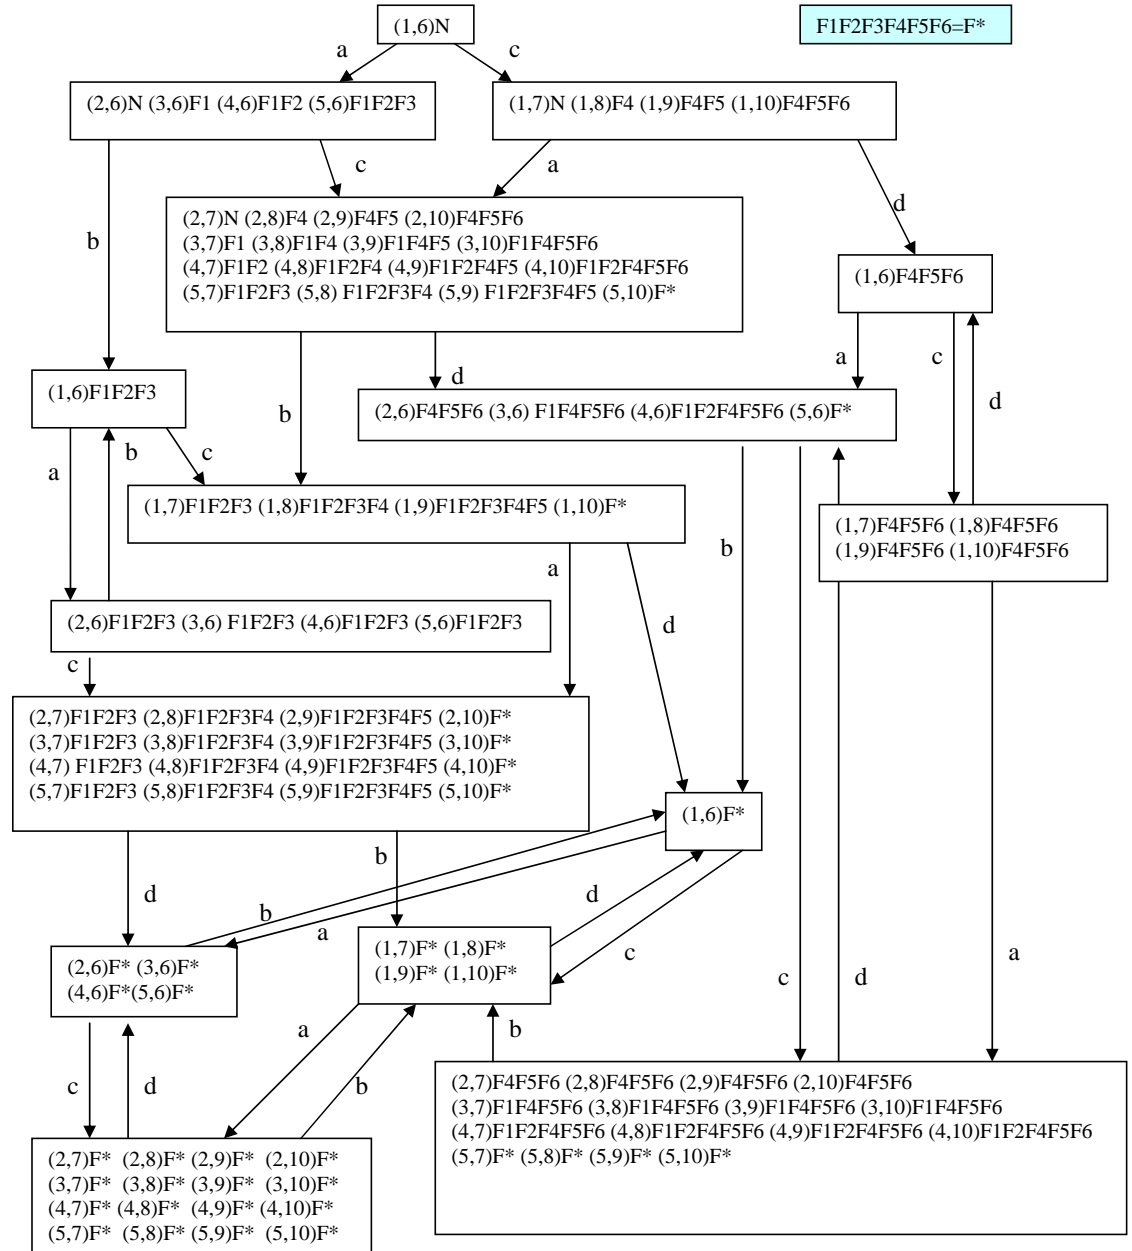 (1,6)N
F1F2F3F4F5F6=F*
a
c
(2,6)N (3,6)F1 (4,6)F1F2 (5,6)F1F2F3
(1,7)N (1,8)F4 (1,9)F4F5 (1,10)F4F5F6
c
a
d
b
(2,7)N (2,8)F4 (2,9)F4F5 (2,10)F4F5F6
(3,7)F1 (3,8)F1F4 (3,9)F1F4F5 (3,10)F1F4F5F6
(4,7)F1F2 (4,8)F1F2F4 (4,9)F1F2F4F5 (4,10)F1F2F4F5F6
(5,7)F1F2F3 (5,8) F1F2F3F4 (5,9) F1F2F3F4F5 (5,10)F*
(1,6)F4F5F6
a
c
d
d
b
(1,6)F1F2F3
(2,6)F4F5F6 (3,6) F1F4F5F6 (4,6)F1F2F4F5F6 (5,6)F*
a
b
c
(1,7)F1F2F3 (1,8)F1F2F3F4 (1,9)F1F2F3F4F5 (1,10)F*
(1,7)F4F5F6 (1,8)F4F5F6
(1,9)F4F5F6 (1,10)F4F5F6
b
a
d
(2,6)F1F2F3 (3,6) F1F2F3 (4,6)F1F2F3 (5,6)F1F2F3
c
(2,7)F1F2F3 (2,8)F1F2F3F4 (2,9)F1F2F3F4F5 (2,10)F*
(3,7)F1F2F3 (3,8)F1F2F3F4 (3,9)F1F2F3F4F5 (3,10)F*
(4,7) F1F2F3 (4,8)F1F2F3F4 (4,9)F1F2F3F4F5 (4,10)F*
(5,7)F1F2F3 (5,8)F1F2F3F4 (5,9)F1F2F3F4F5 (5,10)F*
(1,6)F*
b
d
d
b
a
c
c
d
a
(2,6)F* (3,6)F*
(4,6)F*(5,6)F*
(1,7)F* (1,8)F*
(1,9)F* (1,10)F*
a
b
c
d
b
(2,7)F4F5F6 (2,8)F4F5F6 (2,9)F4F5F6 (2,10)F4F5F6
(3,7)F1F4F5F6 (3,8)F1F4F5F6 (3,9)F1F4F5F6 (3,10)F1F4F5F6
(4,7)F1F2F4F5F6 (4,8)F1F2F4F5F6 (4,9)F1F2F4F5F6 (4,10)F1F2F4F5F6
(5,7)F* (5,8)F* (5,9)F* (5,10)F*
(2,7)F* (2,8)F* (2,9)F* (2,10)F*
(3,7)F* (3,8)F* (3,9)F* (3,10)F*
(4,7)F* (4,8)F* (4,9)F* (4,10)F*
(5,7)F* (5,8)F* (5,9)F* (5,10)F*